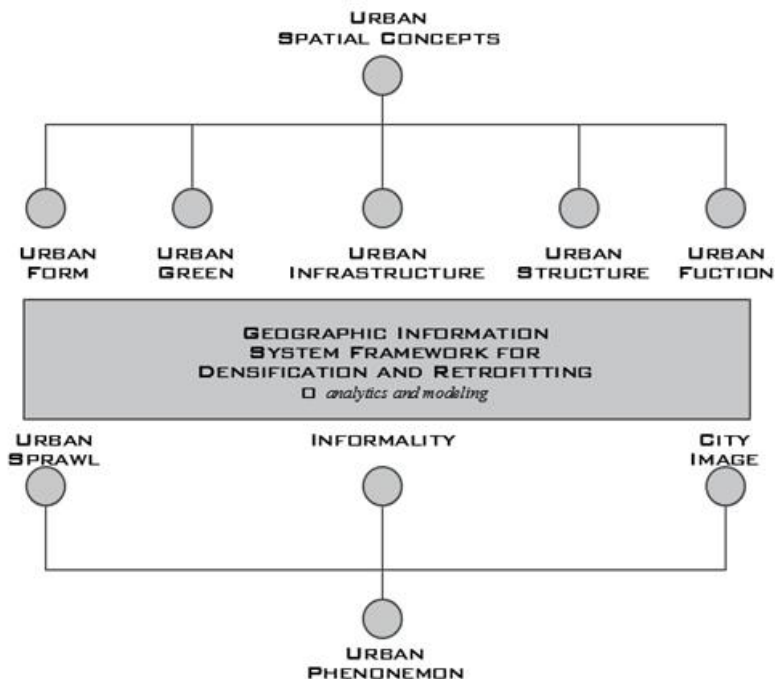 URBAN
SPATIAL CONCEPTS
URBAN
FORM
URBAN
GREEN
URBAN
INFRASTRUCTURE
URBAN
STRUCTURE
URBAN
FUCTION
GEOGRAPHIC INFORMATION
SYSTEM FRAMEWORK FOR
DENSIFICATION AND RETROFITTING
□ analytics and modeling
URBAN
SPRAWL
INFORMALITY
CITY
IMAGE
URBAN
PHENONEMON